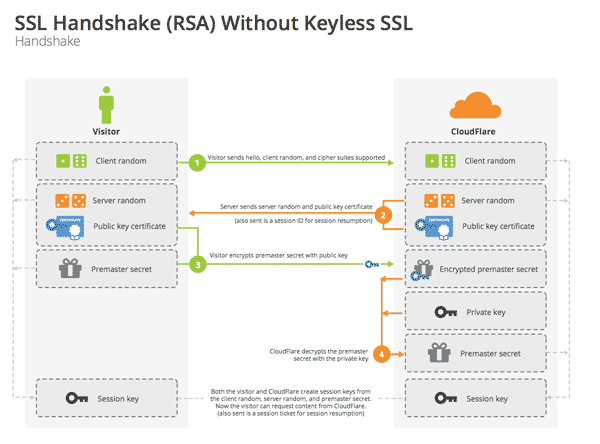 SSL Handshake (RSA) Without Keyless SSL
Handshake
Visitor
CloudFlare
Client random
Visitor sends hello, client random, and cipher suites supported
1
Client random
Server random
Server sends server random and public key certificate
2
Server random
Public key certificate
(also sent is a session ID for session resumption)
Public key certificate
Visitor encrypts premaster secret with public key
Premaster secret
3
Encrypted premaster secret
Private key
CloudFlare decrypts the premaster
secret with the private key
4
Premaster secret
Session key
Both the visitor and CloudFlare create session keys from
the client random, server random, and premaster secret.
Now the visitor can request content from CloudFlare.
(also sent is a session ticket for session resumption)
Session key